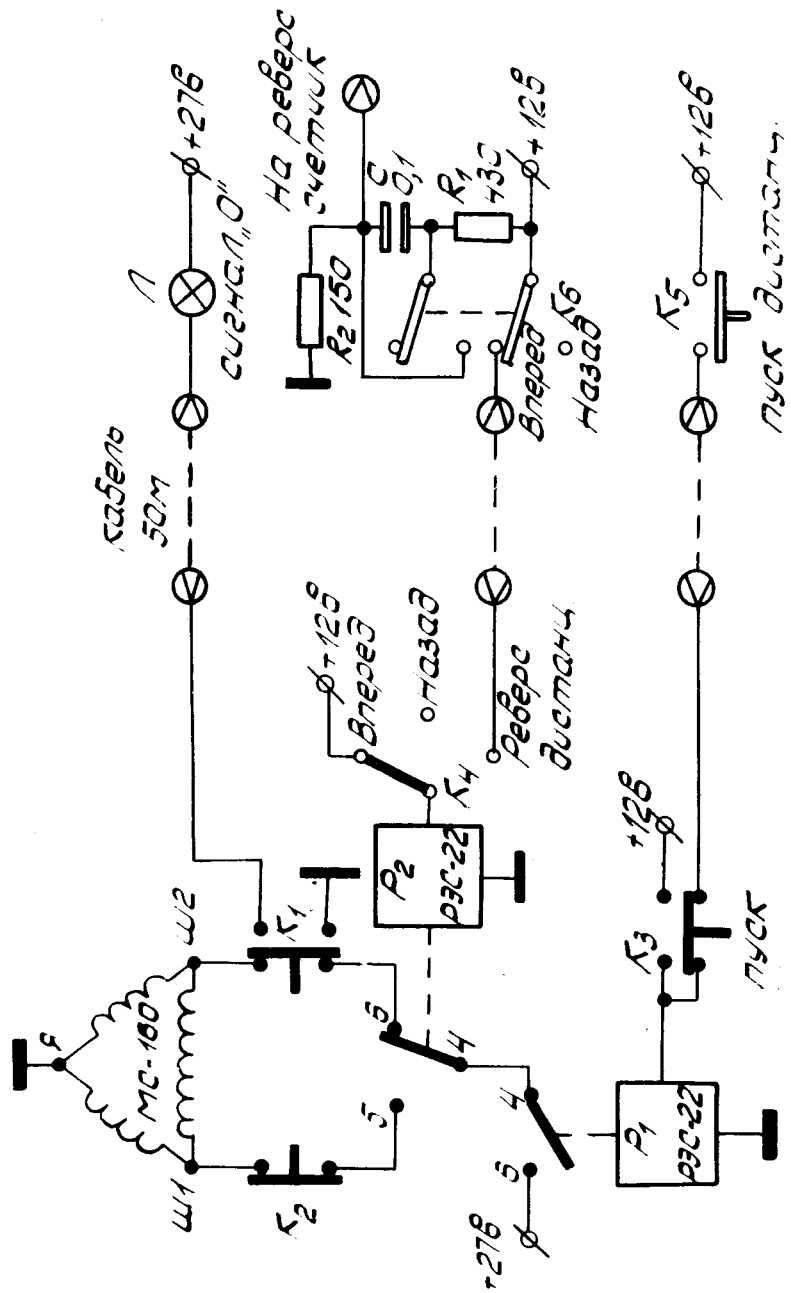 +27в
Л
сигнал „0”
кабель
50м
На реверс
счетчик
С
0,1
R1
43С
+12в
R2 150
К6
Вперед
Назад
К5
+12в
пуск дистанц.
Я
МС-160
Ш1
Ш2
К2
К1
+12в
Вперед
Назад
Реверс
дистанц
К4
Р2
РЭС-22
6
4
5
4
6
+27в
Р1
РЭС-22
К3
+12в
пуск